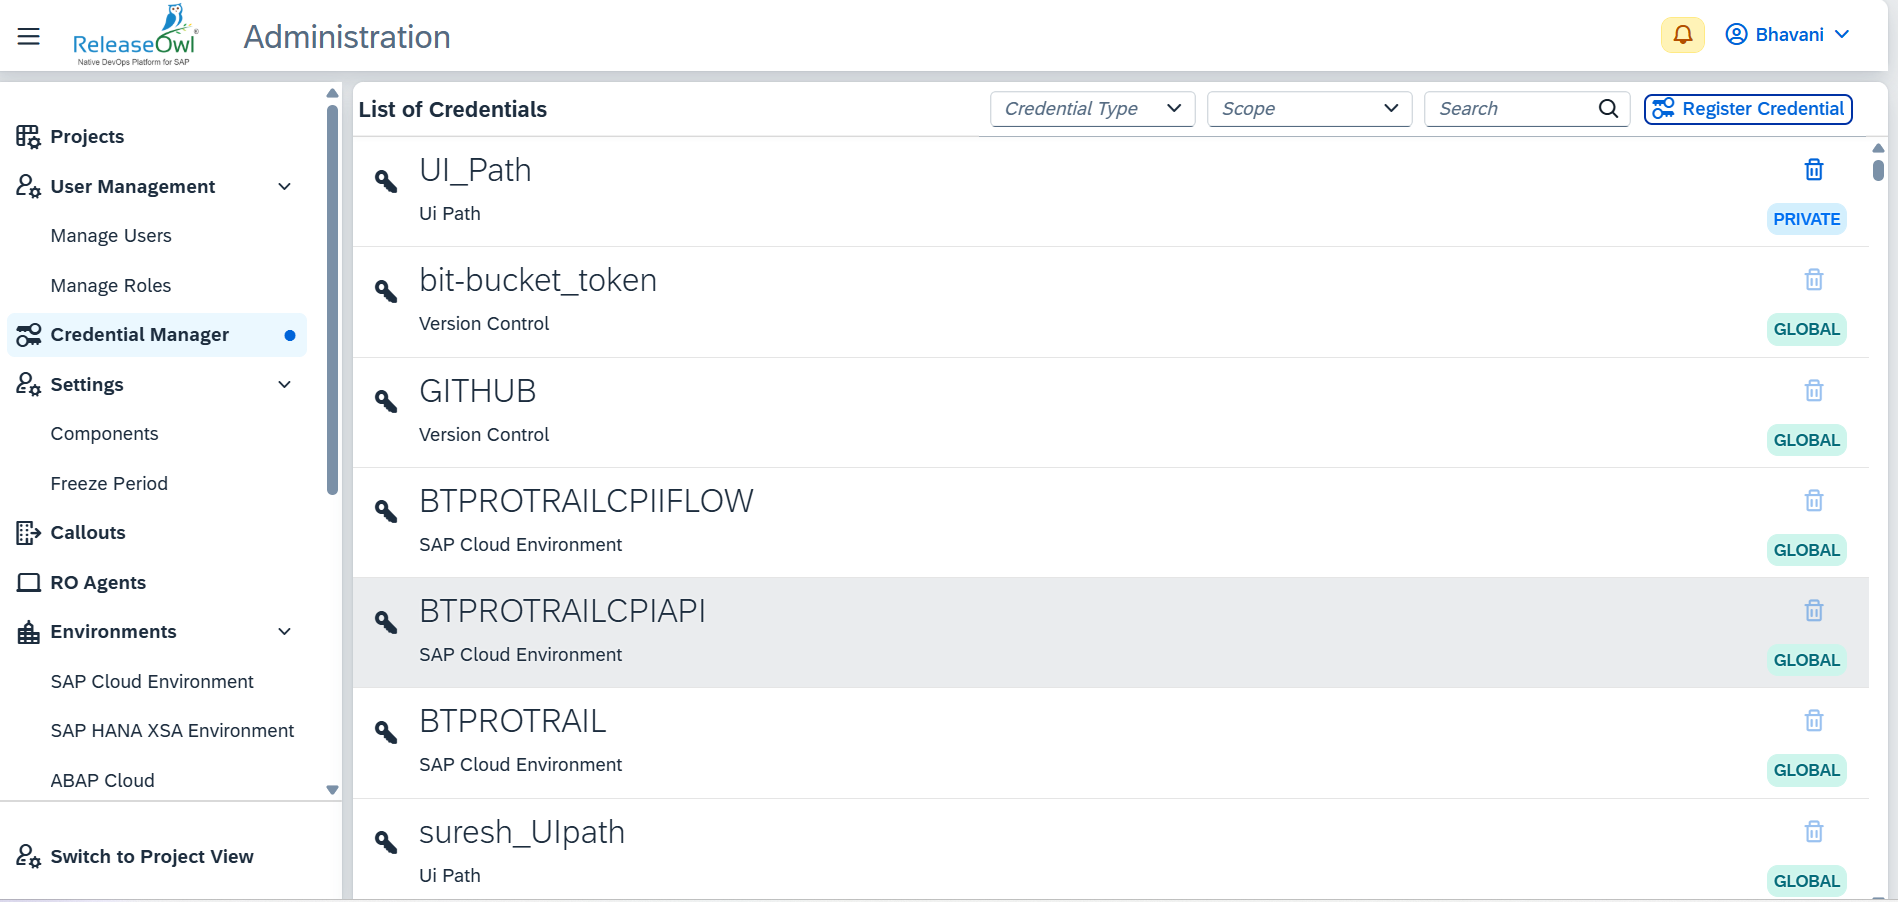 ReleaseOwl®
Native DevOps Platform for SAP
Administration
Bhavani
Projects
User Management
Manage Users
Manage Roles
Credential Manager
Settings
Components
Freeze Period
Callouts
RO Agents
Environments
SAP Cloud Environment
SAP HANA XSA Environment
ABAP Cloud
Switch to Project View
List of Credentials
Credential Type
Scope
Search
Register Credential
UI_Path
Ui Path
PRIVATE
bit-bucket_token
Version Control
GLOBAL
GITHUB
Version Control
GLOBAL
BTPROTRAILCPIIFLOW
SAP Cloud Environment
GLOBAL
BTPROTRAILCPIAPI
SAP Cloud Environment
GLOBAL
BTPROTRAIL
SAP Cloud Environment
GLOBAL
suresh_UIpath
Ui Path
GLOBAL